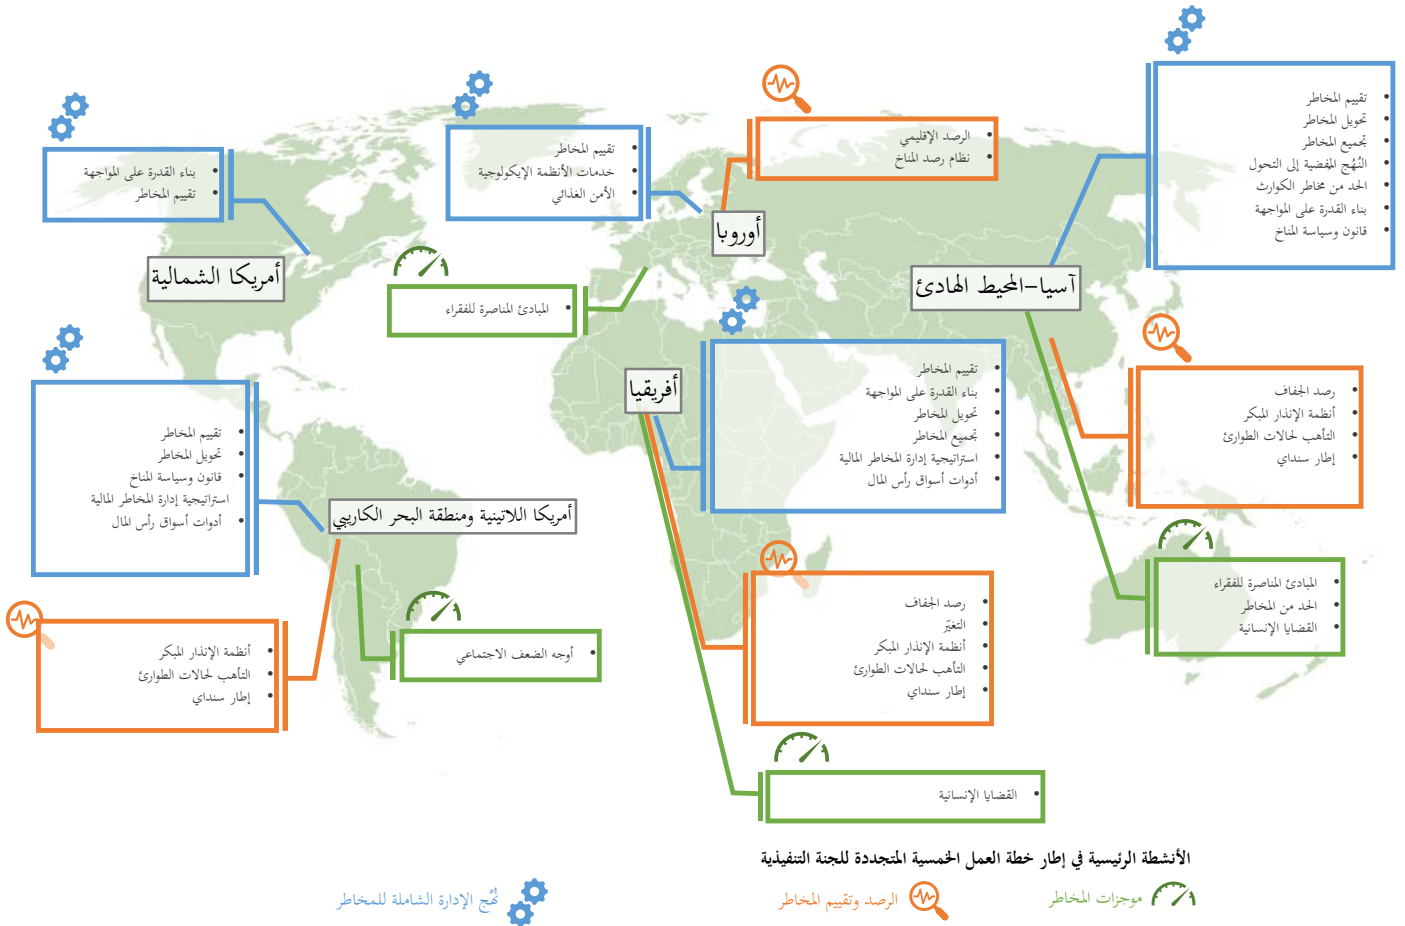 تقييم المخاطر
تحويل المخاطر
تجميع المخاطر
النُهُج المفضية إلى التحول
الحد من مخاطر الكوارث
بناء القدرة على المواجهة
قانون وسياسة المناخ
الرصد الإقليمي
نظام رصد المناخ
تقييم المخاطر
خدمات الأنظمة الإيكولوجية
الأمن الغذائي
بناء القدرة على المواجهة
تقييم المخاطر
أوروبا
آسيا-المحيط الهادئ
أمريكا الشمالية
المبادئ المناصرة للفقراء
أفريقيا
تقييم المخاطر
بناء القدرة على المواجهة
تحويل المخاطر
تجميع المخاطر
استراتيجية إدارة المخاطر المالية
أدوات أسواق رأس المال
رصد الجفاف
أنظمة الإنذار المبكر
التأهب لحالات الطوارئ
إطار سنداي
تقييم المخاطر
تحويل المخاطر
قانون وسياسة المناخ
استراتيجية إدارة المخاطر المالية
أدوات أسواق رأس المال
أمريكا اللاتينية ومنطقة البحر الكاريبي
المبادئ المناصرة للفقراء
الحد من المخاطر
القضايا الإنسانية
رصد الجفاف
التغيّر
أنظمة الإنذار المبكر
التأهب لحالات الطوارئ
إطار سنداي
أوجه الضعف الاجتماعي
أنظمة الإنذار المبكر
التأهب لحالات الطوارئ
إطار سنداي
القضايا الإنسانية
الأنشطة الرئيسية في إطار خطة العمل الخمسية المتجددة للجنة التنفيذية
موجزات المخاطر
الرصد وتقييم المخاطر
نُهُج الإدارة الشاملة للمخاطر